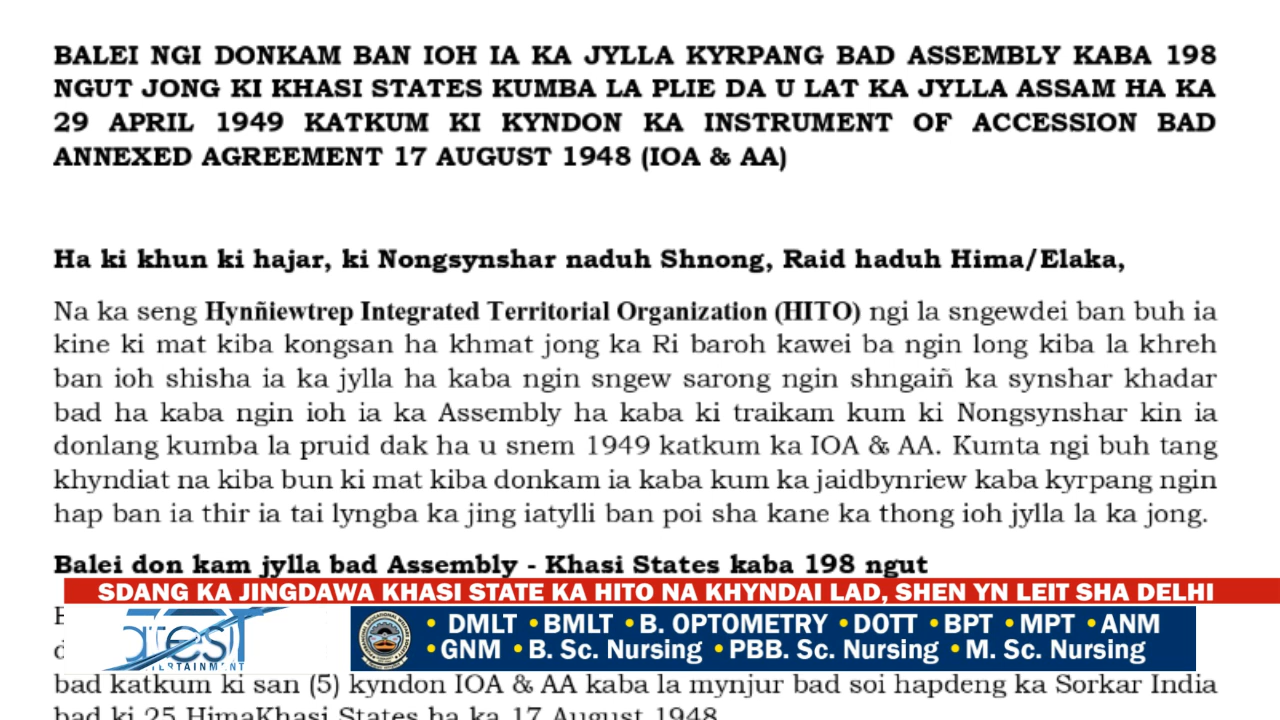 BALEI NGI DONKAM BAN IOH IA KA JYLLA KYRPANG BAD ASSEMBLY KABA 198
NGUT JONG KI KHASI STATES KUMBA LA PLIE DA U LAT KA JYLLA ASSAM HA KA
29 APRIL 1949 KATKUM KI KYNDON KA INSTRUMENT OF ACCESSION BAD
ANNEXED AGREEMENT 17 AUGUST 1948 (IOA & AA)
Ha ki khun ki hajar, ki Nongsynshar naduh Shnong, Raid haduh Hima/Elaka,
Na ka seng Hynñiewtrep Integrated Territorial Organization (HITO) ngi la sngewdei ban buh ia
kine ki mat kiba kongsan ha khmat jong ka Ri baroh kawei ba ngin long kiba la khreh
ban ioh shisha ia ka jylla ha kaba ngin sngew sarong ngin shngaiñ ka synshar khadar
bad ha kaba ngin ioh ia ka Assembly ha kaba ki traikam kum ki Nongsynshar kin ia
donlang kumba la pruid dak ha u snem 1949 katkum ka IOA & AA. Kumta ngi buh tang
khyndiat na kiba bun ki mat kiba donkam ia kaba kum ka jaidbynriew kaba kyrpang ngin
hap ban ia thir ia tai lyngba ka jing iatylli ban poi sha kane ka thong ioh jylla la ka jong.
Balei don kam jylla bad Assembly - Khasi States kaba 198 ngut
SDANG KA JINGDAWA KHASI STATE KA HITO NA KHYNDAI LAD, SHEN YN LEIT SHA DELHI
• DMLT • BMLT • B. OPTOMETRY • DOTT • BPT • MPT • ANM
• GNM • B. Sc. Nursing • PBB. Sc. Nursing • M. Sc. Nursing
bad katkum ki san (5) kyndon IOA & AA kaba la mynjur bad soi hapdeng ka Sorkar India
bad ki 25 HimaKhasi States ha ka 17 August 1948.